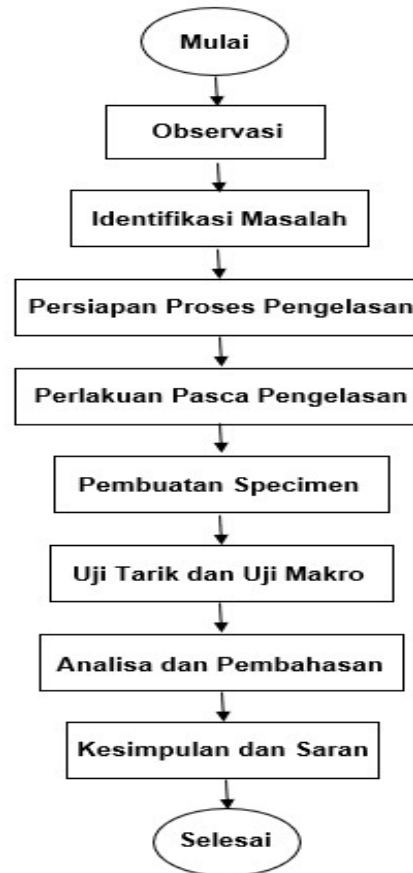 Mulai
Observasi
Identifikasi Masalah
Persiapan Proses Pengelasan
Perlakuan Pasca Pengelasan
Pembuatan Specimen
Uji Tarik dan Uji Makro
Analisa dan Pembahasan
Kesimpulan dan Saran
Selesai